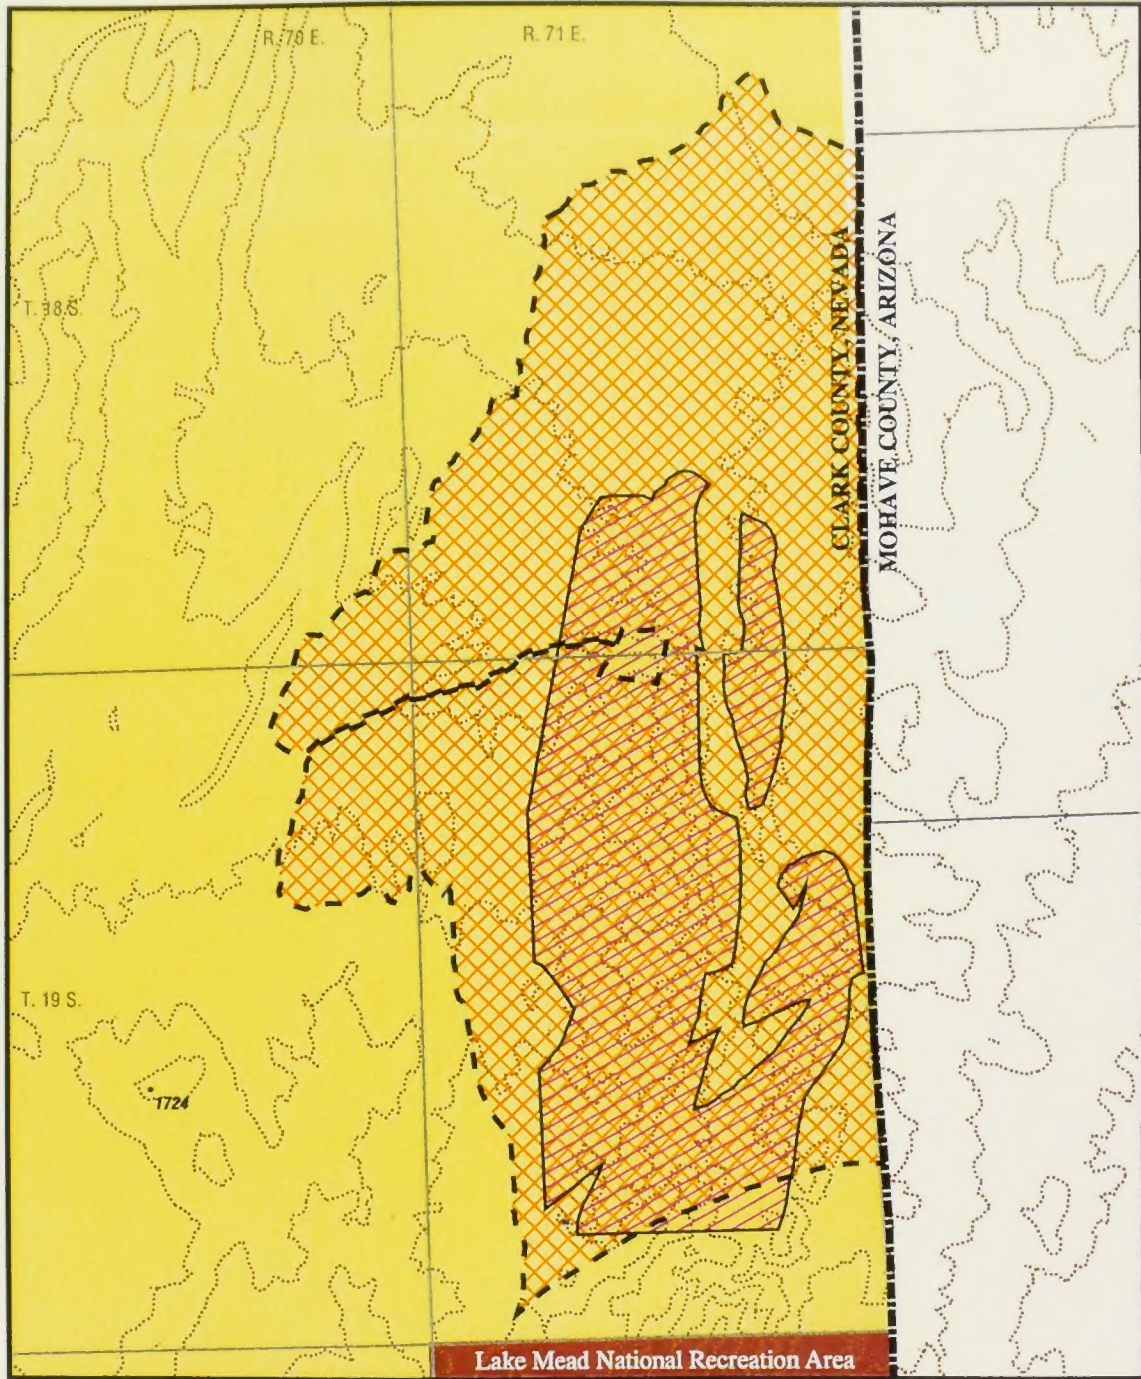 R. 70 E.
R. 71 E.
T. 18 S.
CLARK COUNTY, NEVADA
MOHAVE COUNTY, ARIZONA
T. 19 S.
1724
Lake Mead National Recreation Area